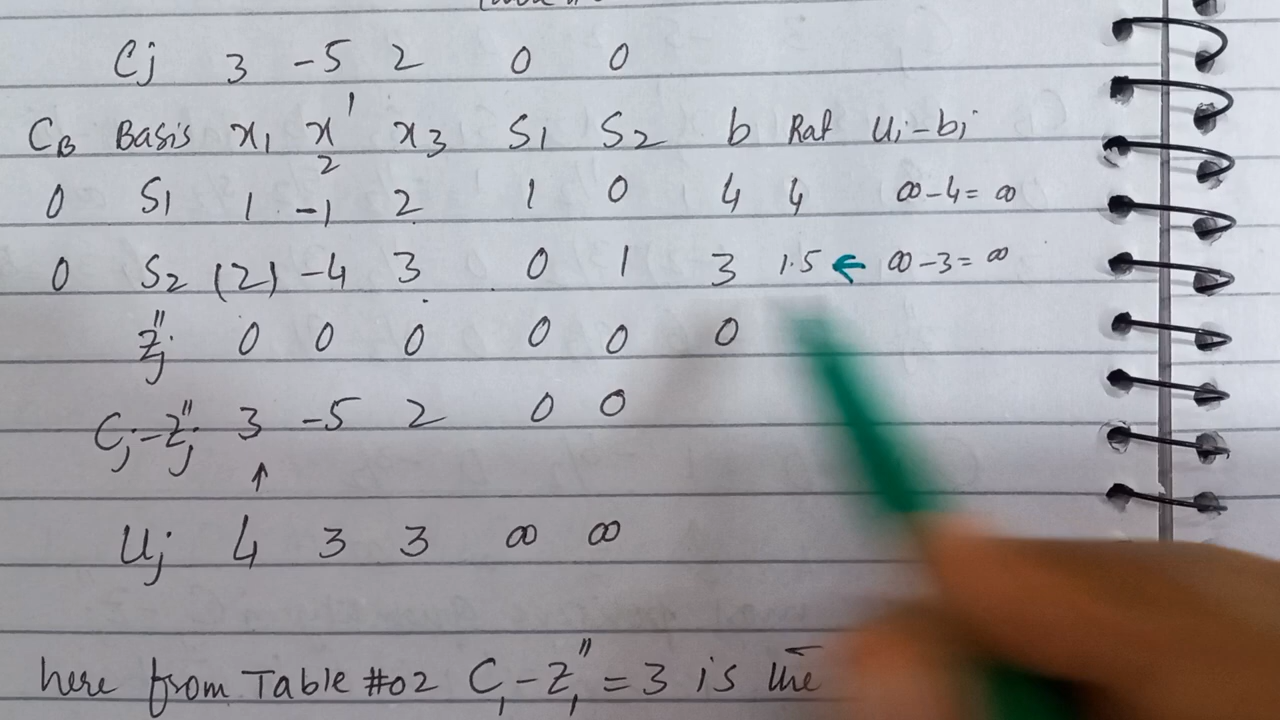 Cj 3 -5 2 0 0
CB Basis x1 x2' x3 S1 S2 b Rat ui-bi
0 S1 1 -1 2 1 0 4 4 ∞-4=∞
0 S2 (2) -4 3 0 1 3 1.5 ← ∞-3=∞
Zj'' 0 0 0 0 0 0
Cj-Zj'' 3 -5 2 0 0
↑
Uj 4 3 3 ∞ ∞
here from Table #02 C1-Z1''=3 is the